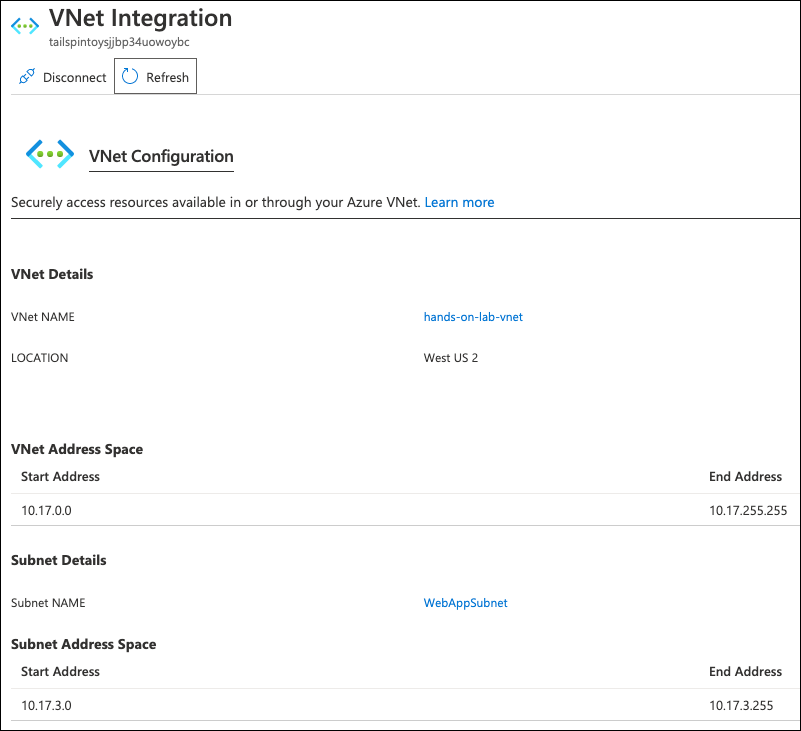 VNet Integration
tailspintoysjjbp34uowoybc
Disconnect Refresh
VNet Configuration
Securely access resources available in or through your Azure VNet. Learn more
VNet Details
VNet NAME hands-on-lab-vnet
LOCATION West US 2
VNet Address Space
Start Address End Address
10.17.0.0 10.17.255.255
Subnet Details
Subnet NAME WebAppSubnet
Subnet Address Space
Start Address End Address
10.17.3.0 10.17.3.255